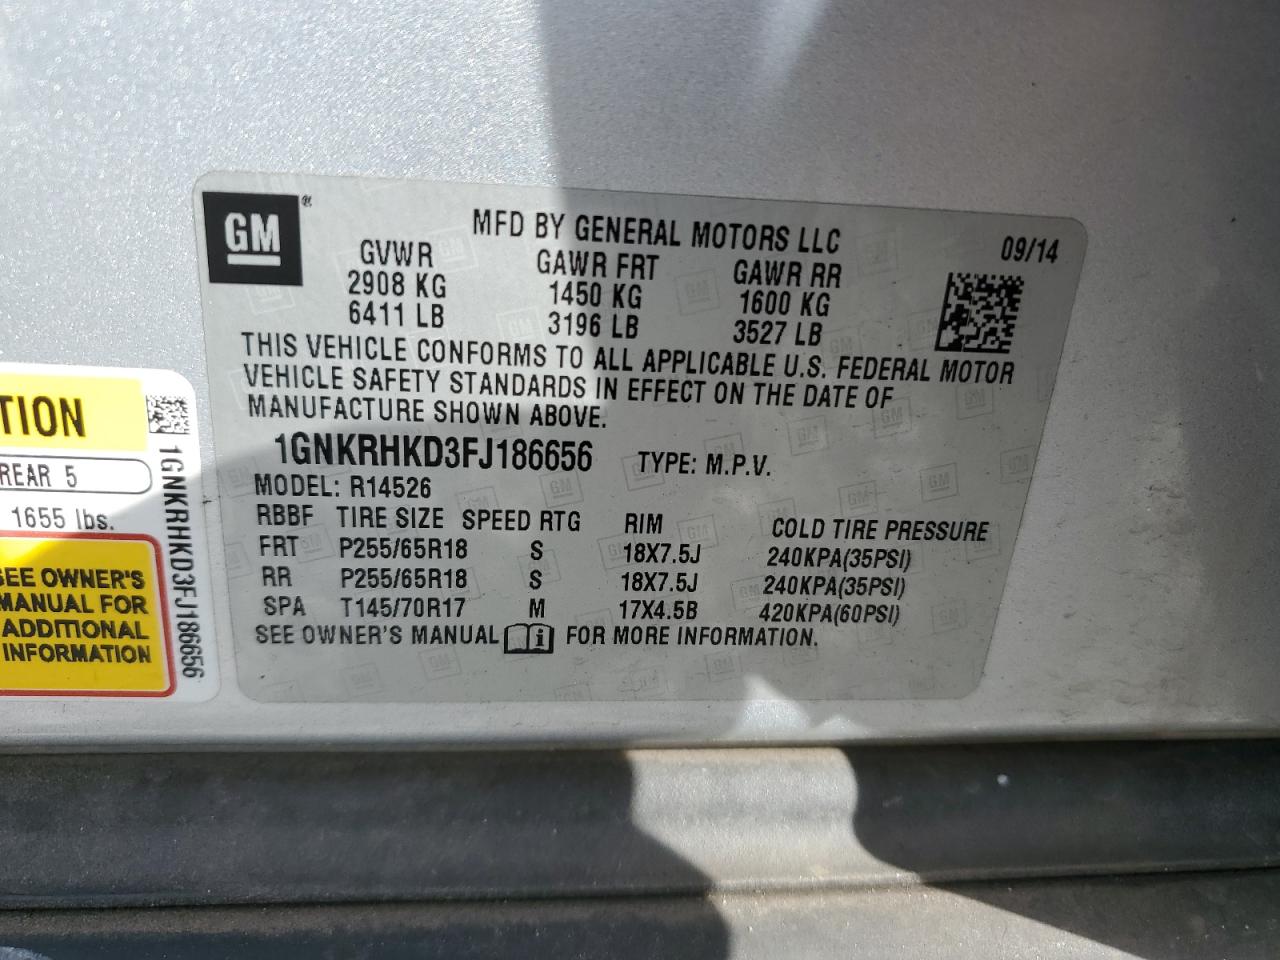 GM ®
MFD BY GENERAL MOTORS LLC 09/14
GVWR GAWR FRT GAWR RR
2908 KG 1450 KG 1600 KG
6411 LB 3196 LB 3527 LB
THIS VEHICLE CONFORMS TO ALL APPLICABLE U.S. FEDERAL MOTOR
VEHICLE SAFETY STANDARDS IN EFFECT ON THE DATE OF
MANUFACTURE SHOWN ABOVE.
1GNKRHKD3FJ186656 TYPE: M.P.V.
MODEL: R14526
RBBF TIRE SIZE SPEED RTG RIM COLD TIRE PRESSURE
FRT P255/65R18 S 18X7.5J 240KPA(35PSI)
RR P255/65R18 S 18X7.5J 240KPA(35PSI)
SPA T145/70R17 M 17X4.5B 420KPA(60PSI)
SEE OWNER'S MANUAL FOR MORE INFORMATION.
TION
REAR 5
1655 lbs.
SEE OWNER'S
MANUAL FOR
ADDITIONAL
INFORMATION
1GNKRHKD3FJ186656